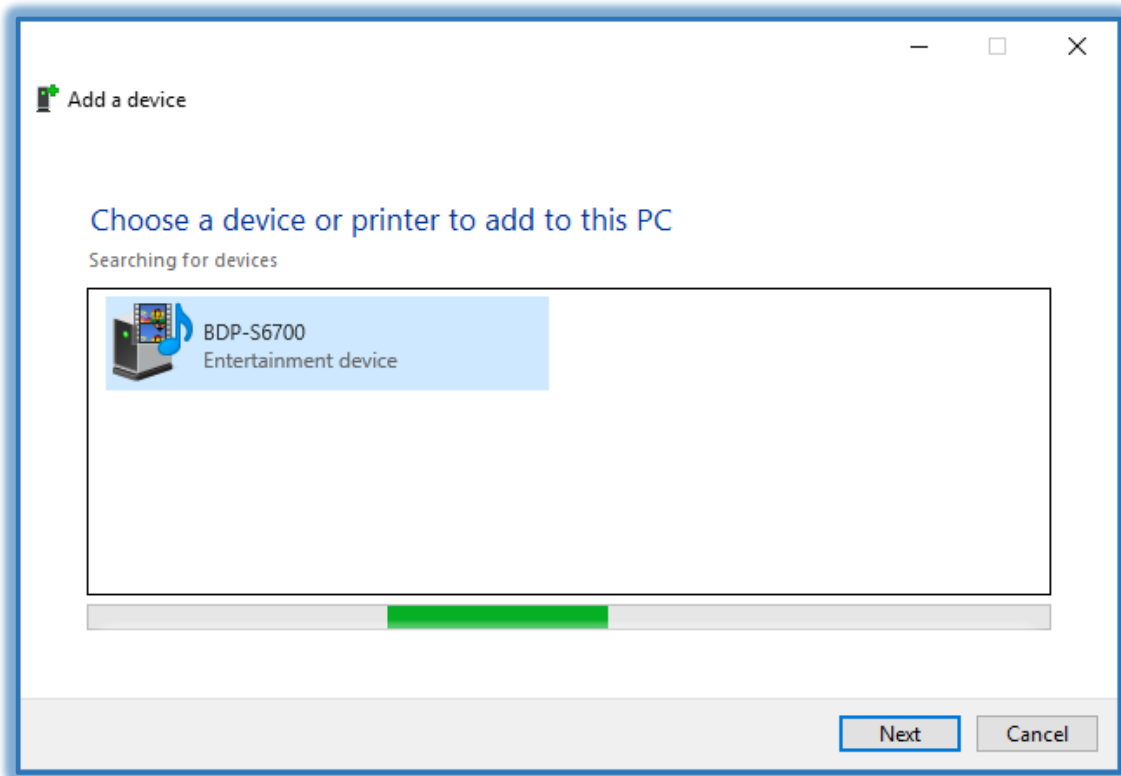 Add a device
Choose a device or printer to add to this PC
Searching for devices
BDP-S6700
Entertainment device
Next
Cancel